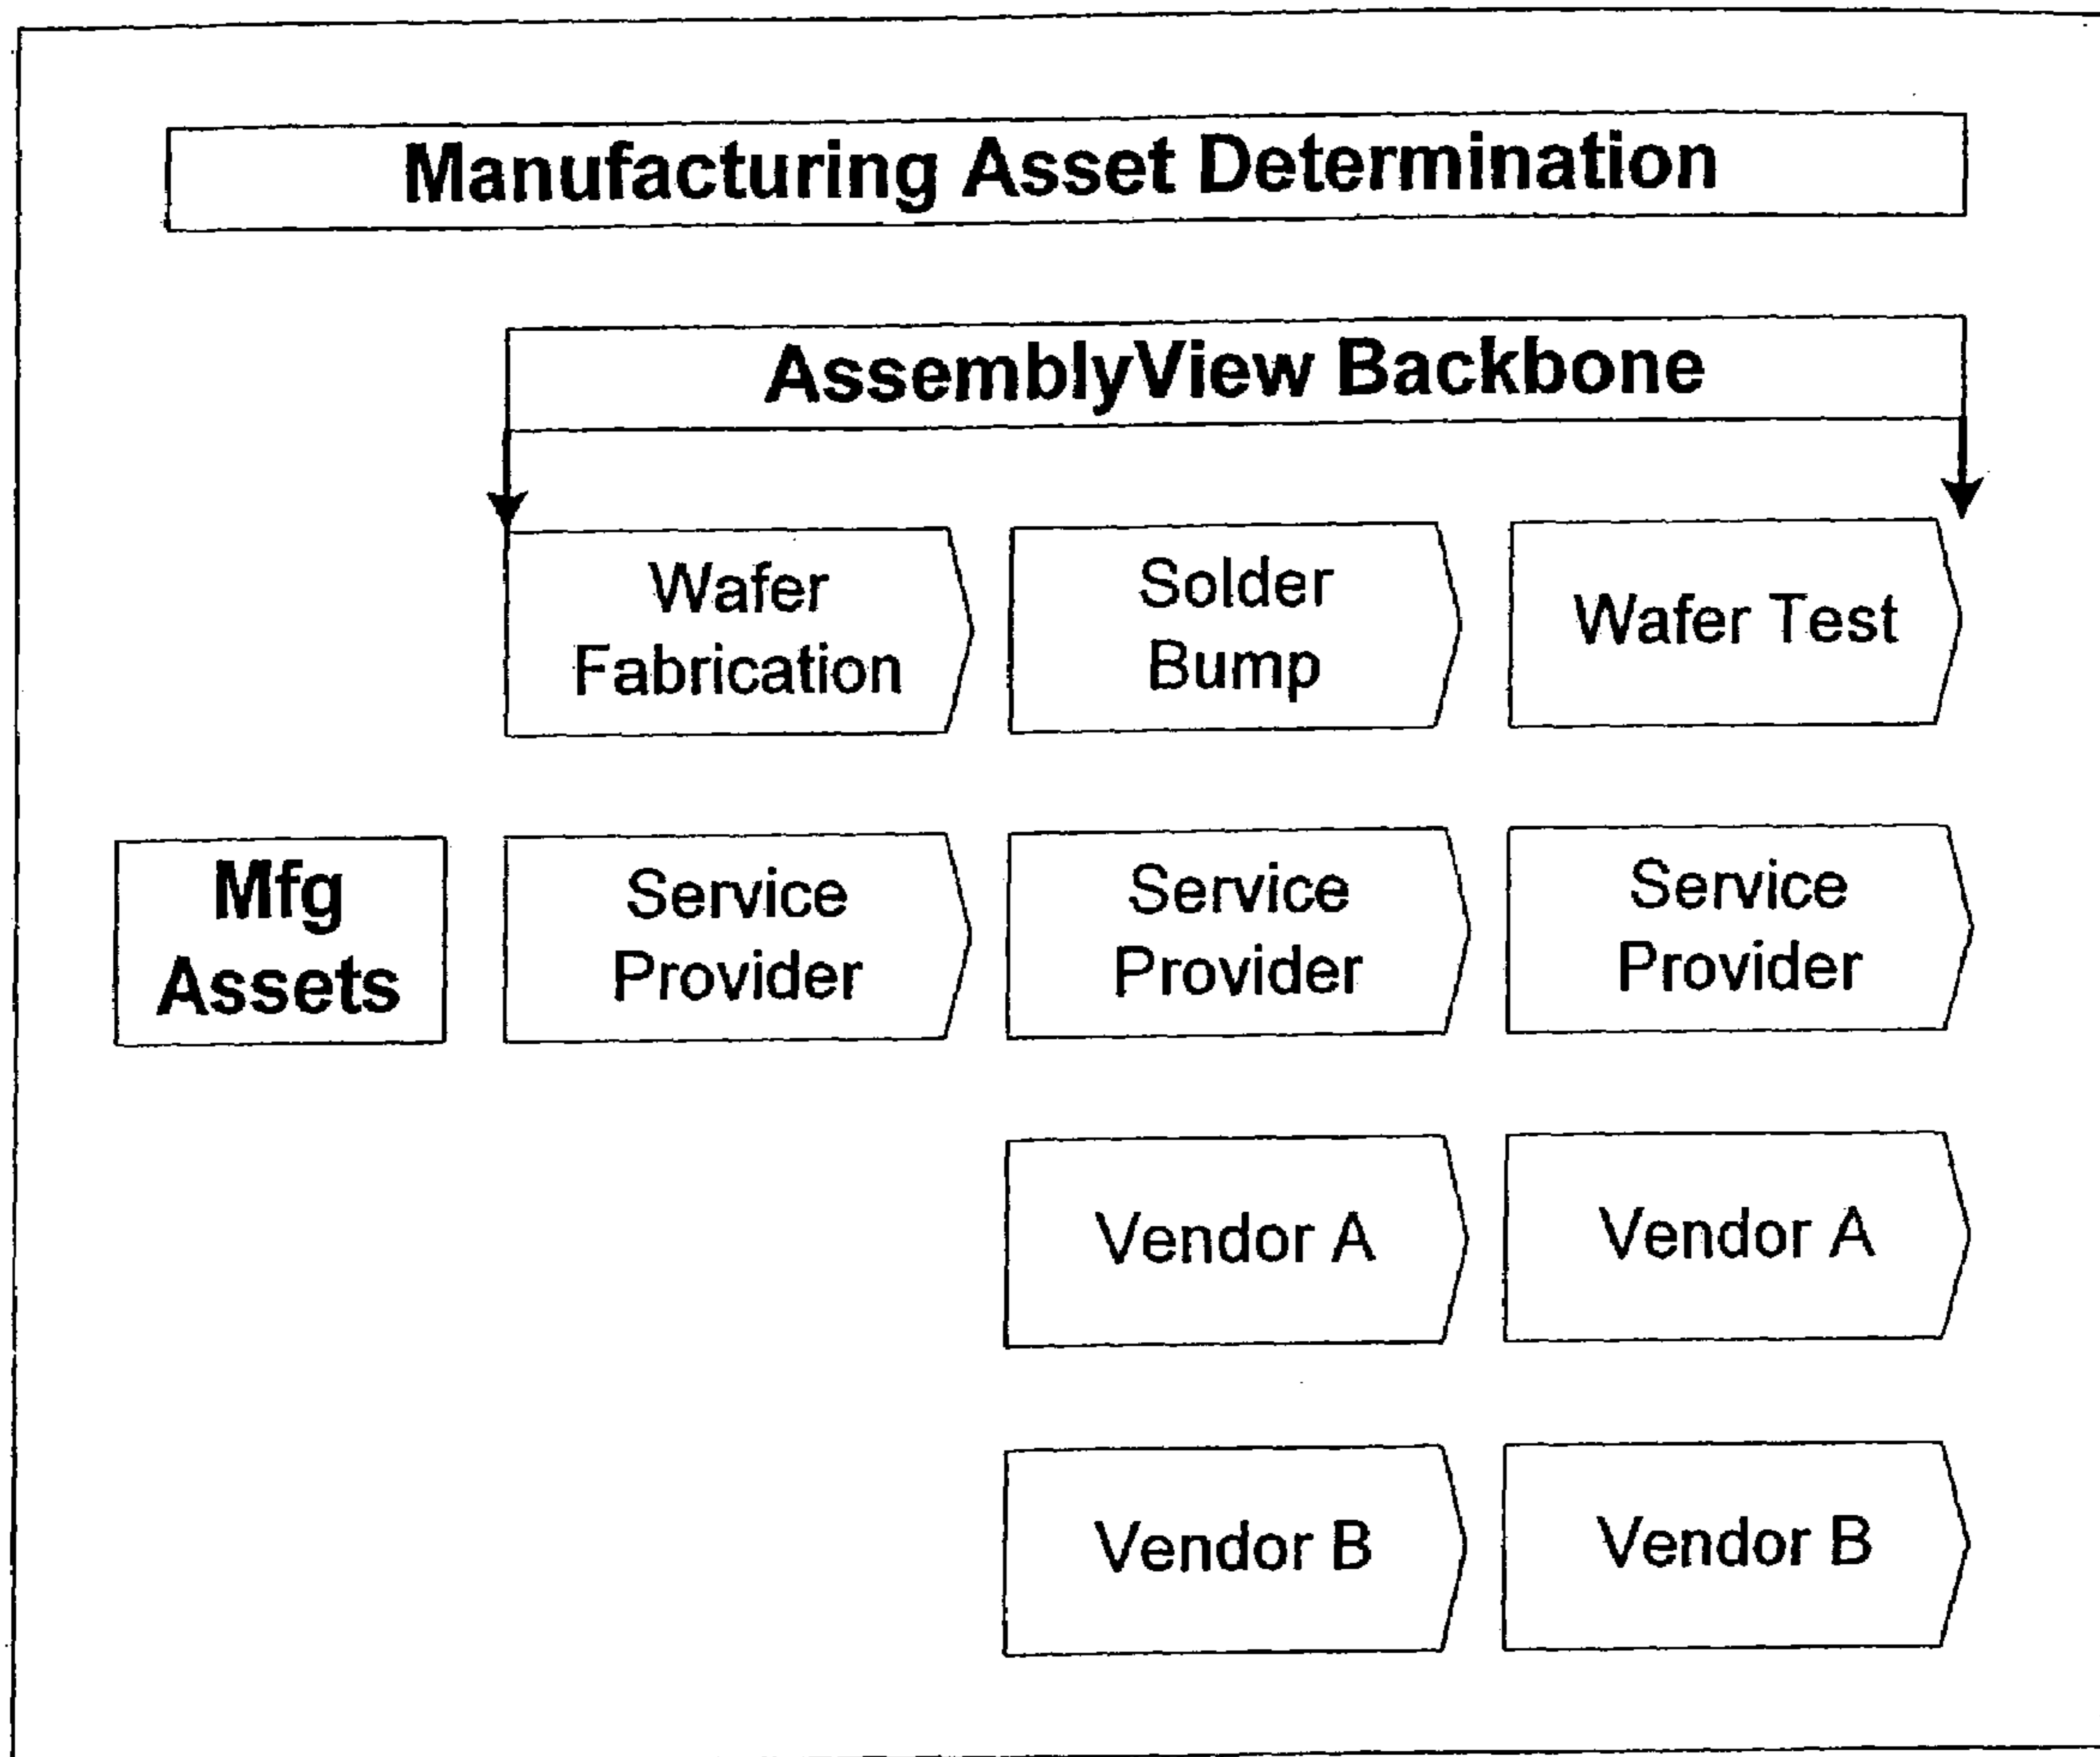 Manufacturing Asset Determination
AssemblyView Backbone
Wafer
Fabrication
Solder
Bump
Wafer Test
Mfg
Assets
Service
Provider
Service
Provider
Service
Provider
Vendor A
Vendor A
Vendor B
Vendor B